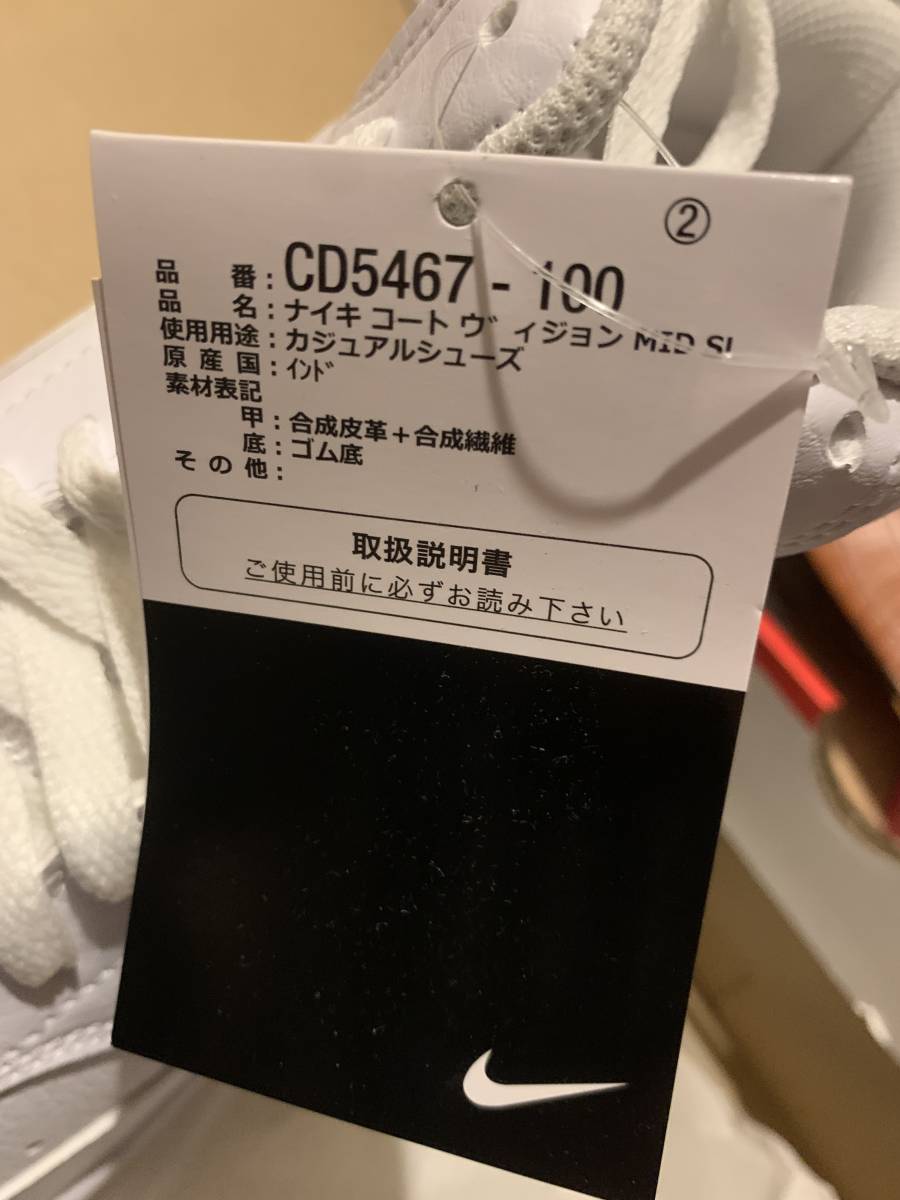 ②
品 番 : CD5467 - 100
品 名 : ナイキ コート ヴィジョン MID SL
使用用途 : カジュアルシューズ
原 産 国 : インド
素材表記
甲 : 合成皮革＋合成繊維
底 : ゴム底
そ の 他 :
取扱説明書
ご使用前に必ずお読み下さい